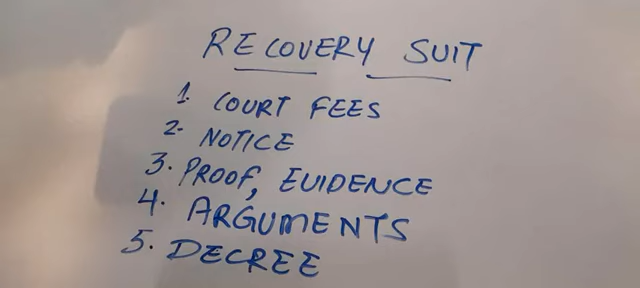 RECOVERY SUIT
1. COURT FEES
2- NOTICE
3. PROOF, EVIDENCE
4. ARGUMENTS
5. DECREE